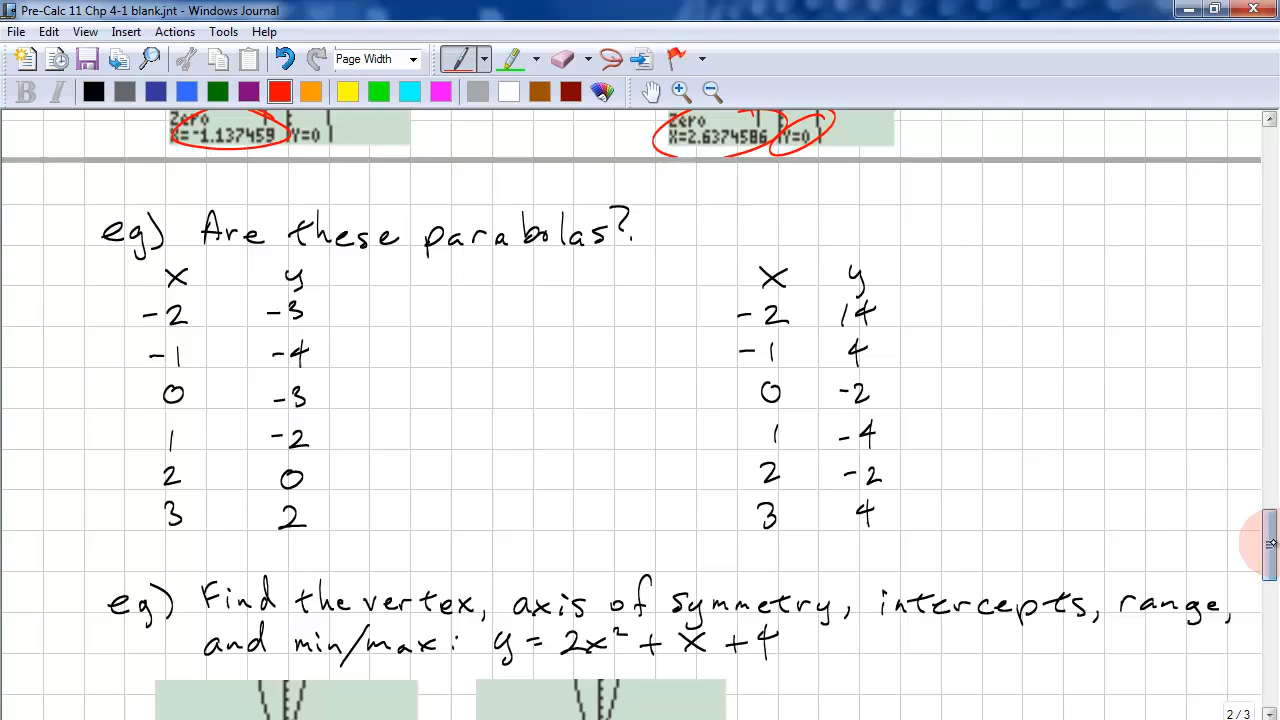 Pre-Calc 11 Chp 4-1 blank.jnt - Windows Journal
File Edit View Insert Actions Tools Help
Page Width
B I
Zero Zero
X=-1.137459 Y=0 X=2.6374586 Y=0
eg) Are these parabolas?
x y x y
-2 -3 -2 14
-1 -4 -1 4
0 -3 0 -2
1 -2 1 -4
2 0 2 -2
3 2 3 4
eg) Find the vertex, axis of symmetry, intercepts, range,
and min/max: y = 2x² + x + 4
2 / 3